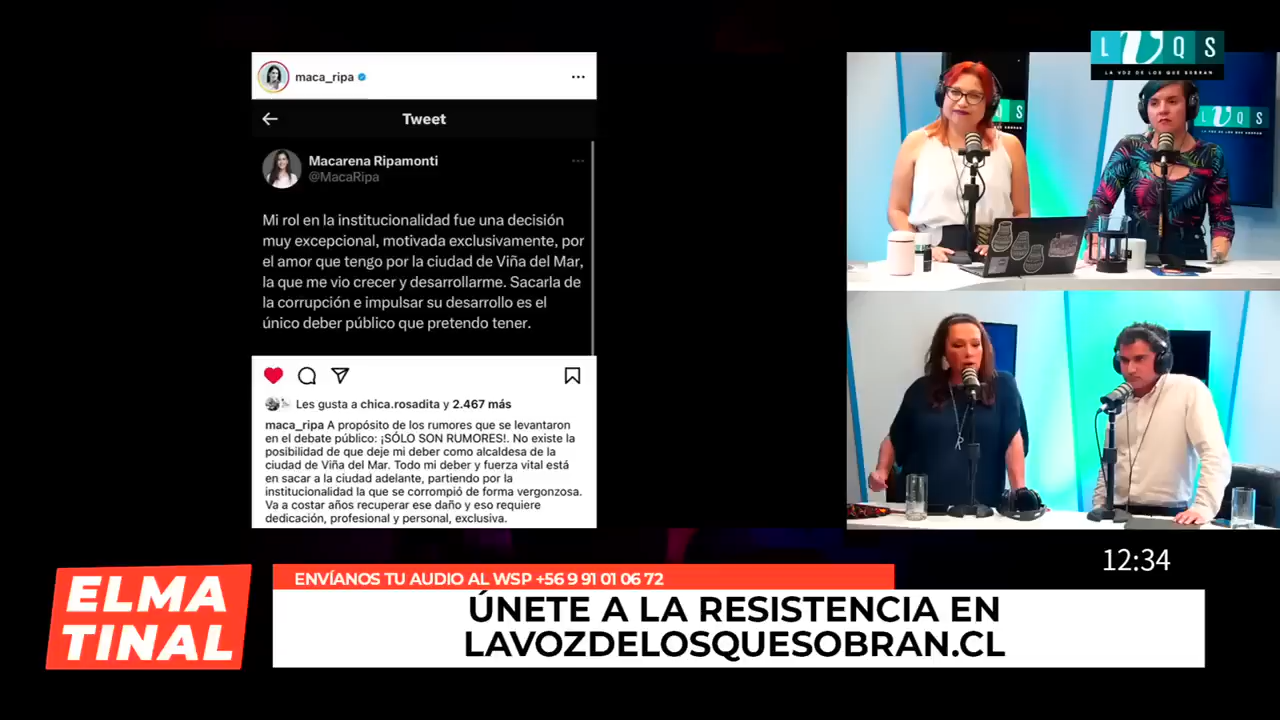 maca_ripa
Tweet
Macarena Ripamonti
@MacaRipa
Mi rol en la institucionalidad fue una decisión
muy excepcional, motivada exclusivamente, por
el amor que tengo por la ciudad de Viña del Mar,
la que me vio crecer y desarrollarme. Sacarla de
la corrupción e impulsar su desarrollo es el
único deber público que pretendo tener.
Les gusta a chica.rosadita y 2.467 más
maca_ripa A propósito de los rumores que se levantaron
en el debate público: ¡SÓLO SON RUMORES!. No existe la
posibilidad de que deje mi deber como alcaldesa de la
ciudad de Viña del Mar. Todo mi deber y fuerza vital está
en sacar a la ciudad adelante, partiendo por la
institucionalidad la que se corrompió de forma vergonzosa.
Va a costar años recuperar ese daño y eso requiere
dedicación, profesional y personal, exclusiva.
LVQS
LA VOZ DE LOS QUE SOBRAN
LVQS
LA VOZ DE LOS QUE SOBRAN
Q S
12:34
ELMA
TINAL
ENVÍANOS TU AUDIO AL WSP +56 9 91 01 06 72
ÚNETE A LA RESISTENCIA EN
LAVOZDELOSQUESOBRAN.CL